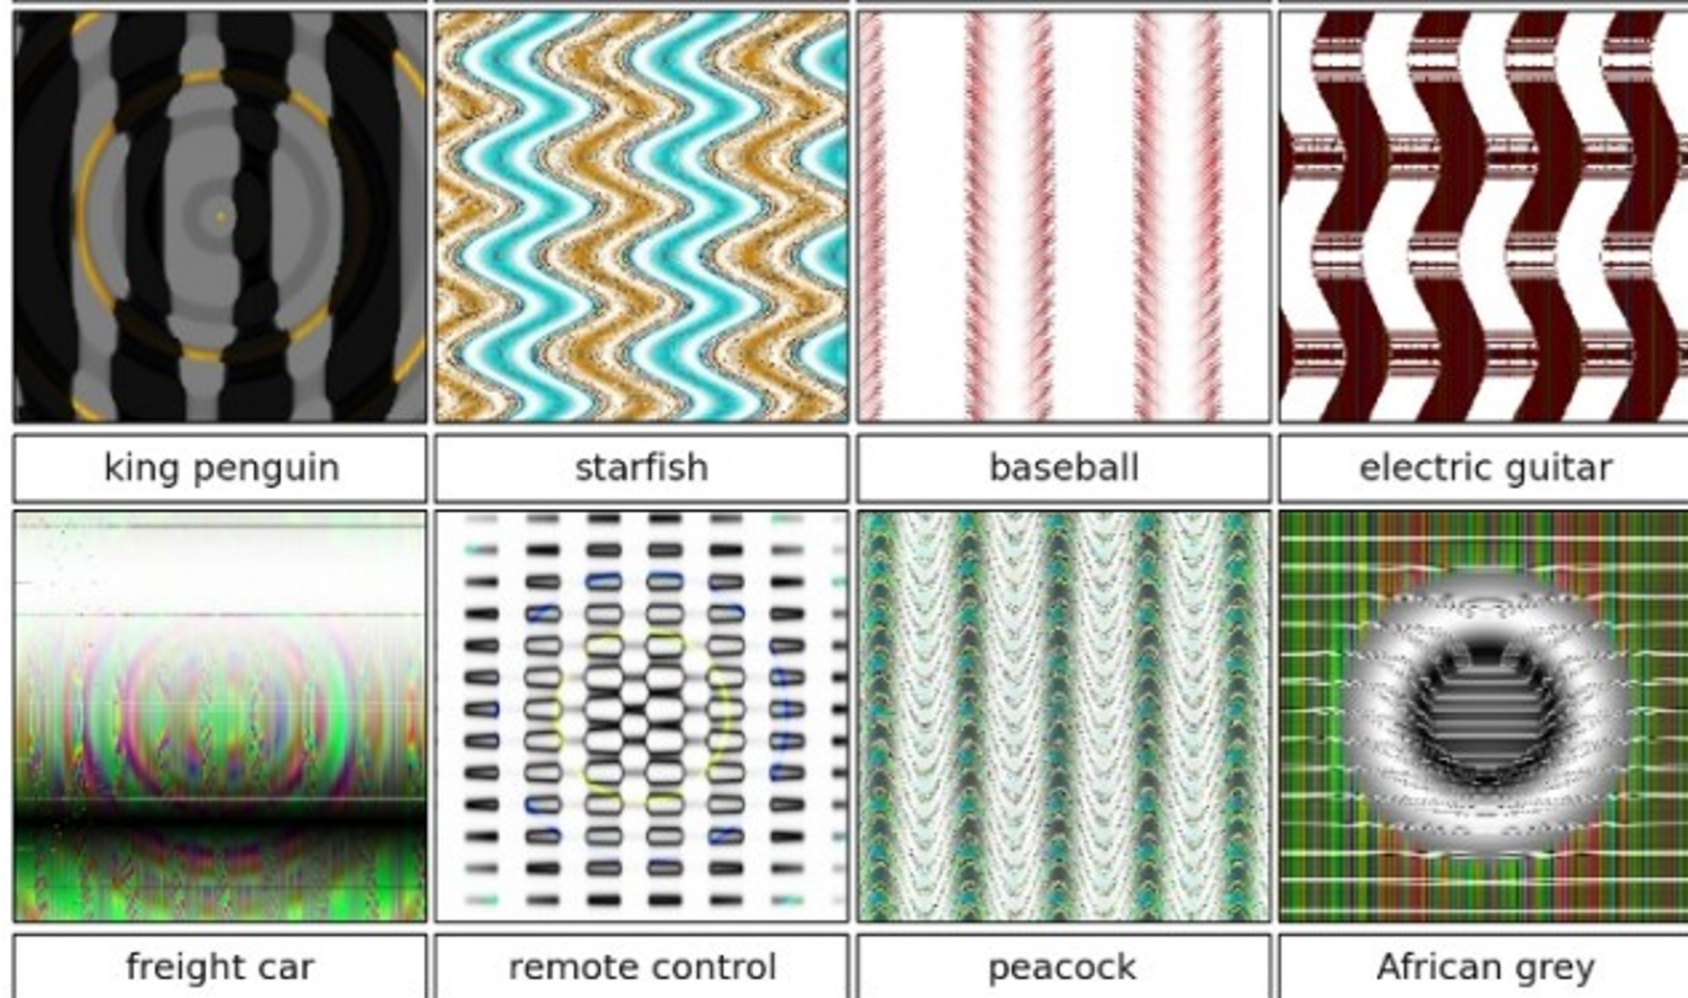 king penguin
starfish
baseball
electric guitar
freight car
remote control
peacock
African grey